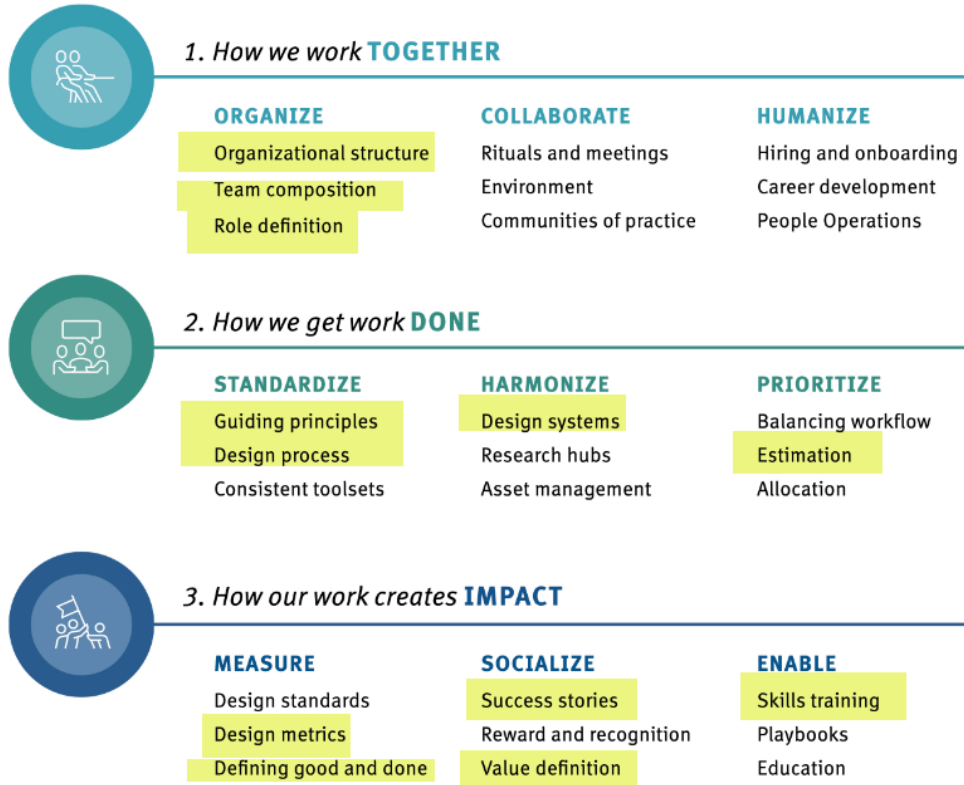 1. How we work TOGETHER
ORGANIZE
Organizational structure
Team composition
Role definition
COLLABORATE
Rituals and meetings
Environment
Communities of practice
HUMANIZE
Hiring and onboarding
Career development
People Operations
2. How we get work DONE
STANDARDIZE
Guiding principles
Design process
Consistent toolsets
HARMONIZE
Design systems
Research hubs
Asset management
PRIORITIZE
Balancing workflow
Estimation
Allocation
3. How our work creates IMPACT
MEASURE
Design standards
Design metrics
Defining good and done
SOCIALIZE
Success stories
Reward and recognition
Value definition
ENABLE
Skills training
Playbooks
Education